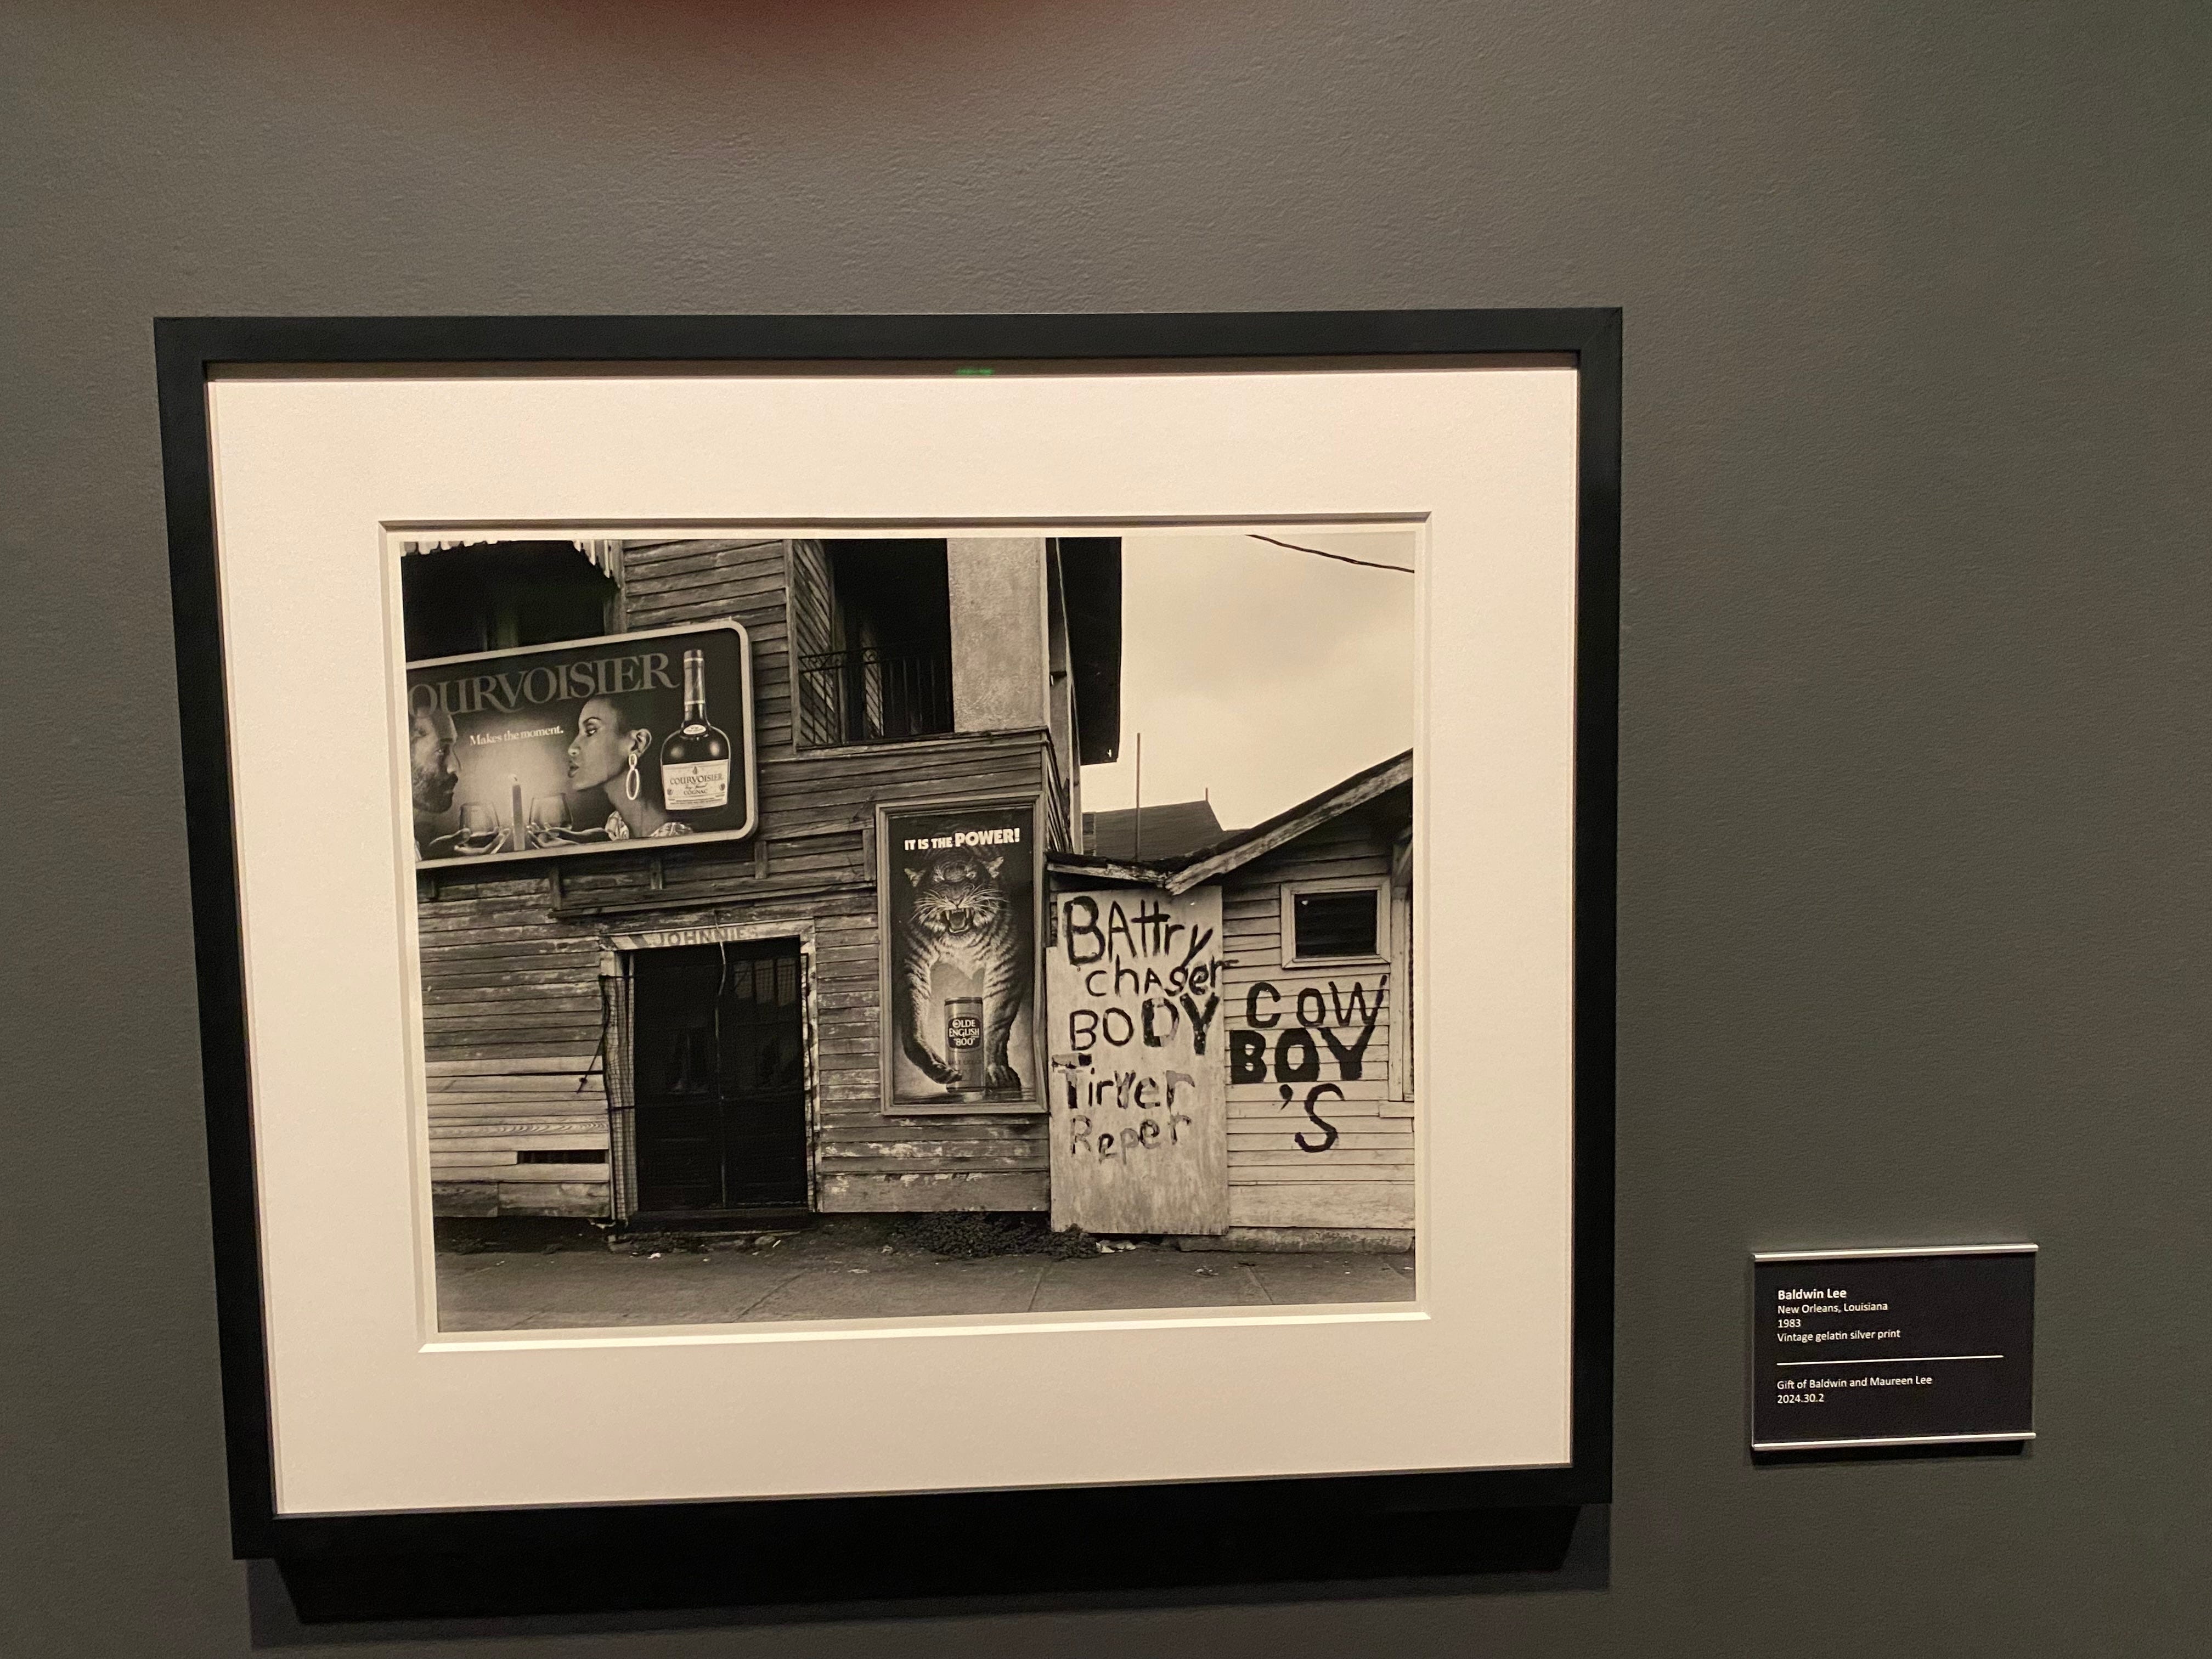 OURVOISIER
Makes the moment.
COURVOISIER
COGNAC
JOHNNIES
IT IS THE POWER!
OLDE
ENGLISH
"800"
BAttry
chAser
BODY
Tirer
Reper
COW
BOY
'S
Baldwin Lee
New Orleans, Louisiana
1983
Vintage gelatin silver print
Gift of Baldwin and Maureen Lee
2024.30.2